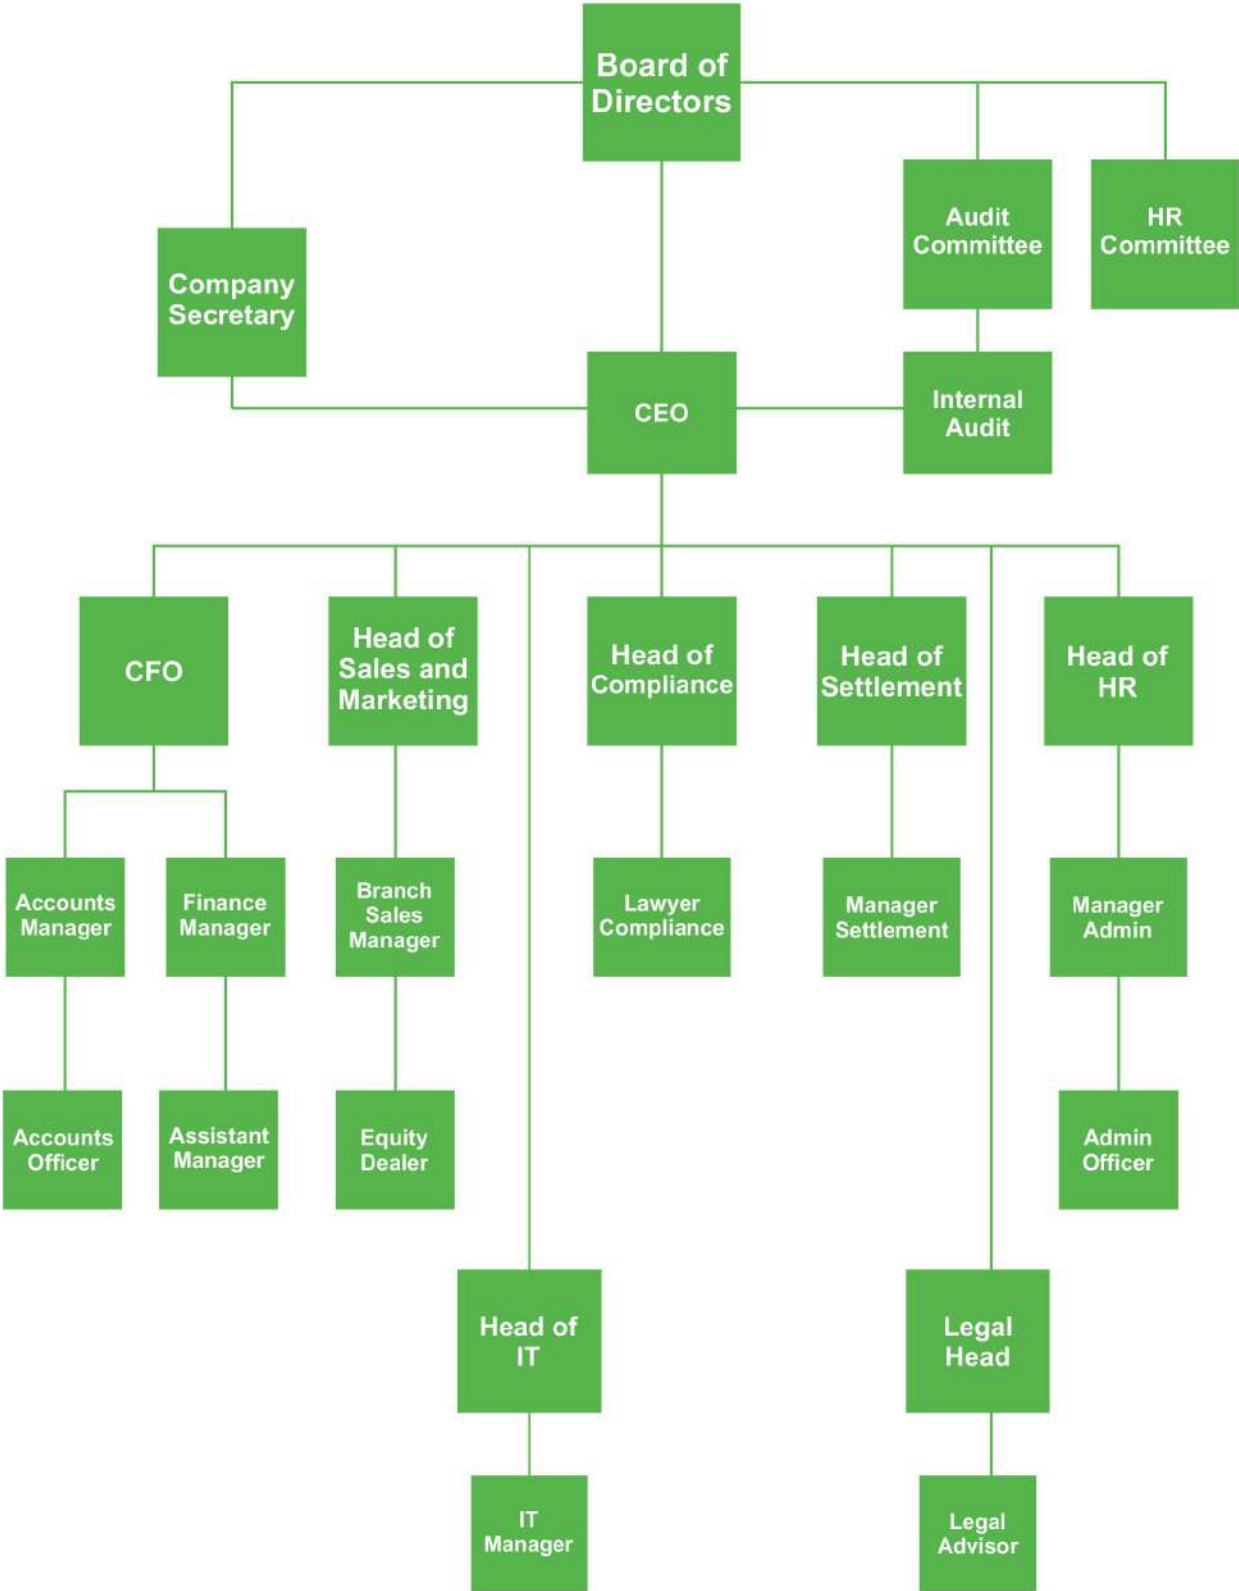 Board of
Directors
Audit
Committee
HR
Committee
Company
Secretary
CEO
Internal
Audit
CFO
Head of
Sales and
Marketing
Head of
Compliance
Head of
Settlement
Head of
HR
Accounts
Manager
Finance
Manager
Branch
Sales
Manager
Lawyer
Compliance
Manager
Settlement
Manager
Admin
Accounts
Officer
Assistant
Manager
Equity
Dealer
Admin
Officer
Head of
IT
Legal
Head
IT
Manager
Legal
Advisor